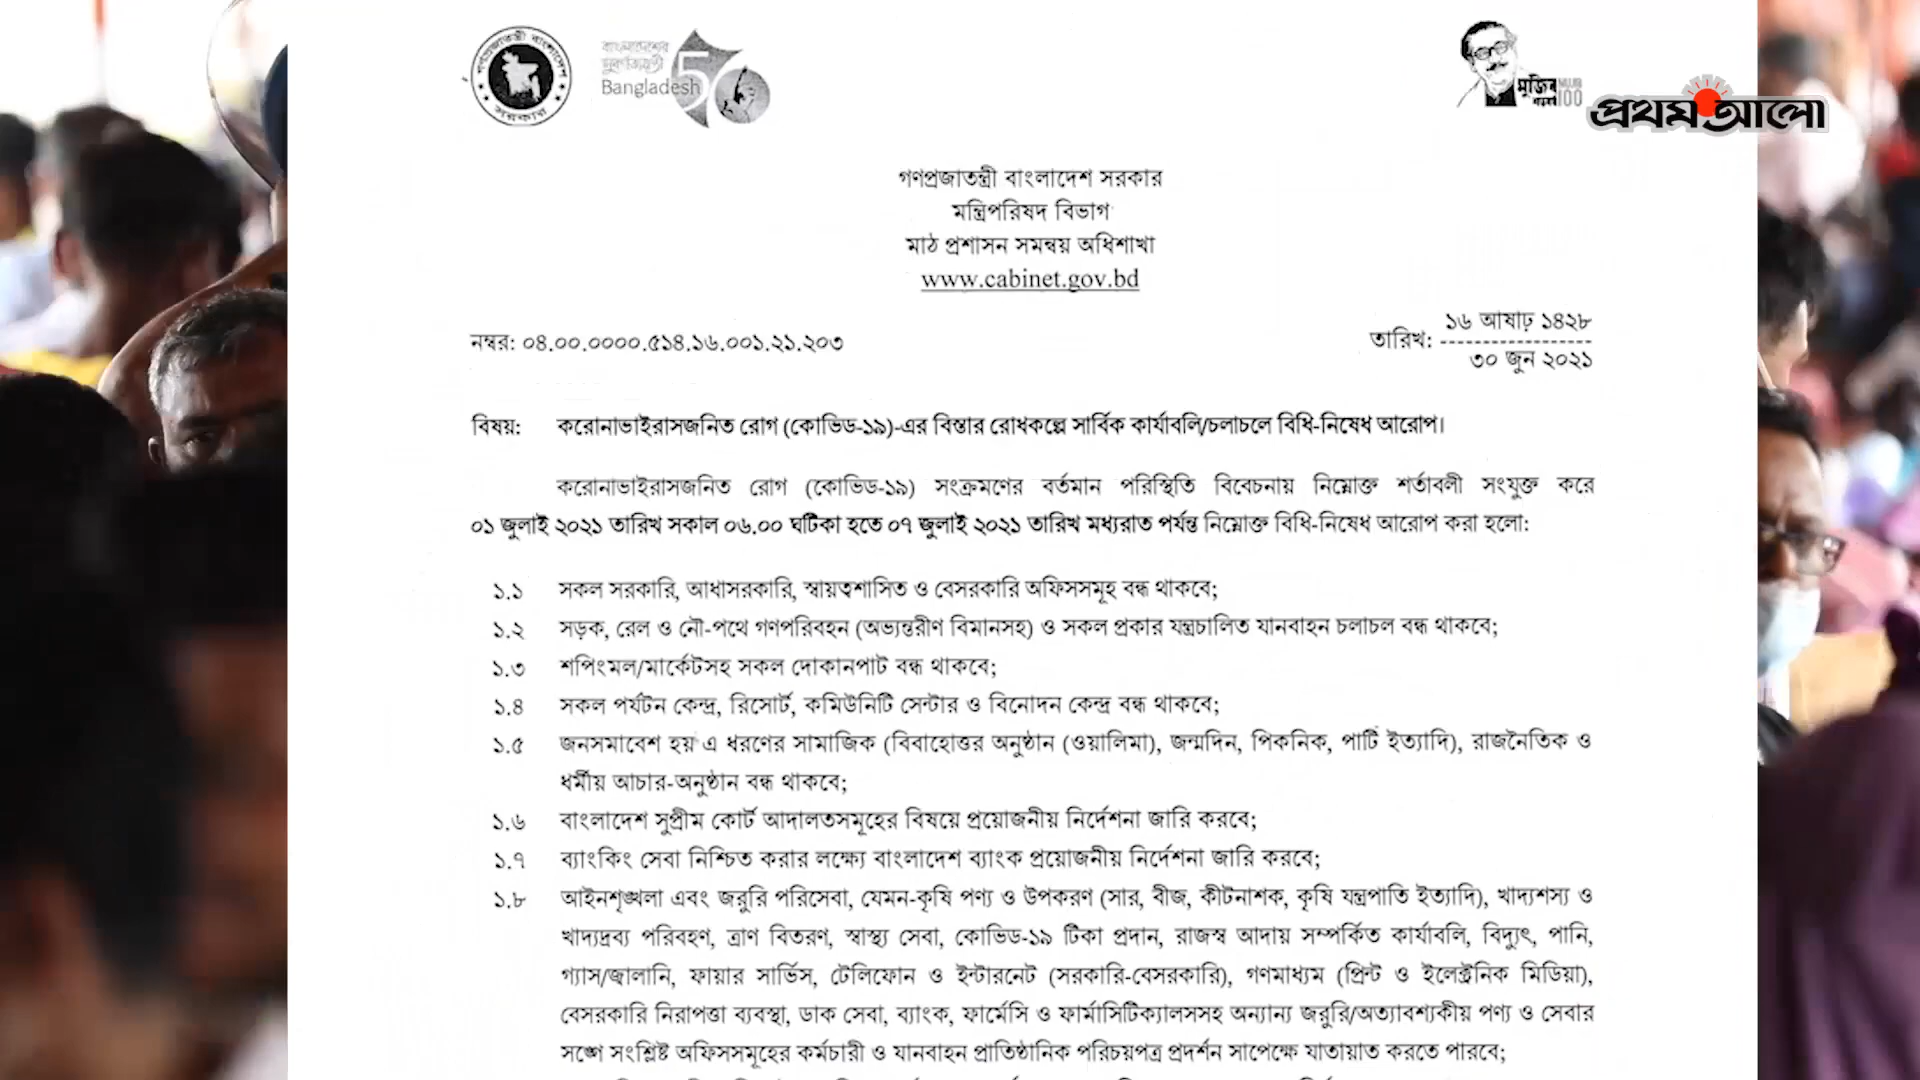 গণপ্রজাতন্ত্রী বাংলাদেশ
সরকার
বাংলাদেশের
সুবর্ণজয়ন্তী
50
Bangladesh
মুজিব
MUJIB
100
প্রথম আলো
গণপ্রজাতন্ত্রী বাংলাদেশ সরকার
মন্ত্রিপরিষদ বিভাগ
মাঠ প্রশাসন সমন্বয় অধিশাখা
www.cabinet.gov.bd
নম্বর: ০৪.০০.০০০০.৫১৪.১৬.০০১.২১.২০৩
তারিখ: ১৬ আষাঢ় ১৪২৮
৩০ জুন ২০২১
বিষয়: করোনাভাইরাসজনিত রোগ (কোভিড-১৯)-এর বিস্তার রোধকল্পে সার্বিক কার্যাবলি/চলাচলে বিধি-নিষেধ আরোপ।
করোনাভাইরাসজনিত রোগ (কোভিড-১৯) সংক্রমণের বর্তমান পরিস্থিতি বিবেচনায় নিম্নোক্ত শর্তাবলী সংযুক্ত করে
০১ জুলাই ২০২১ তারিখ সকাল ০৬.০০ ঘটিকা হতে ০৭ জুলাই ২০২১ তারিখ মধ্যরাত পর্যন্ত নিম্নোক্ত বিধি-নিষেধ আরোপ করা হলো:
১.১ সকল সরকারি, আধাসরকারি, স্বায়ত্বশাসিত ও বেসরকারি অফিসসমূহ বন্ধ থাকবে;
১.২ সড়ক, রেল ও নৌ-পথে গণপরিবহন (অভ্যন্তরীণ বিমানসহ) ও সকল প্রকার যন্ত্রচালিত যানবাহন চলাচল বন্ধ থাকবে;
১.৩ শপিংমল/মার্কেটসহ সকল দোকানপাট বন্ধ থাকবে;
১.৪ সকল পর্যটন কেন্দ্র, রিসোর্ট, কমিউনিটি সেন্টার ও বিনোদন কেন্দ্র বন্ধ থাকবে;
১.৫ জনসমাবেশ হয় এ ধরণের সামাজিক (বিবাহোত্তর অনুষ্ঠান (ওয়ালিমা), জন্মদিন, পিকনিক, পার্টি ইত্যাদি), রাজনৈতিক ও
ধর্মীয় আচার-অনুষ্ঠান বন্ধ থাকবে;
১.৬ বাংলাদেশ সুপ্রীম কোর্ট আদালতসমূহের বিষয়ে প্রয়োজনীয় নির্দেশনা জারি করবে;
১.৭ ব্যাংকিং সেবা নিশ্চিত করার লক্ষ্যে বাংলাদেশ ব্যাংক প্রয়োজনীয় নির্দেশনা জারি করবে;
১.৮ আইনশৃঙ্খলা এবং জরুরি পরিসেবা, যেমন-কৃষি পণ্য ও উপকরণ (সার, বীজ, কীটনাশক, কৃষি যন্ত্রপাতি ইত্যাদি), খাদ্যশস্য ও
খাদ্যদ্রব্য পরিবহণ, ত্রাণ বিতরণ, স্বাস্থ্য সেবা, কোভিড-১৯ টিকা প্রদান, রাজস্ব আদায় সম্পর্কিত কার্যাবলি, বিদ্যুৎ, পানি,
গ্যাস/জ্বালানি, ফায়ার সার্ভিস, টেলিফোন ও ইন্টারনেট (সরকারি-বেসরকারি), গণমাধ্যম (প্রিন্ট ও ইলেক্ট্রনিক মিডিয়া),
বেসরকারি নিরাপত্তা ব্যবস্থা, ডাক সেবা, ব্যাংক, ফার্মেসি ও ফার্মাসিটিক্যালসসহ অন্যান্য জরুরি/অত্যাবশ্যকীয় পণ্য ও সেবার
সঙ্গে সংশ্লিষ্ট অফিসসমূহের কর্মচারী ও যানবাহন প্রাতিষ্ঠানিক পরিচয়পত্র প্রদর্শন সাপেক্ষে যাতায়াত করতে পারবে;